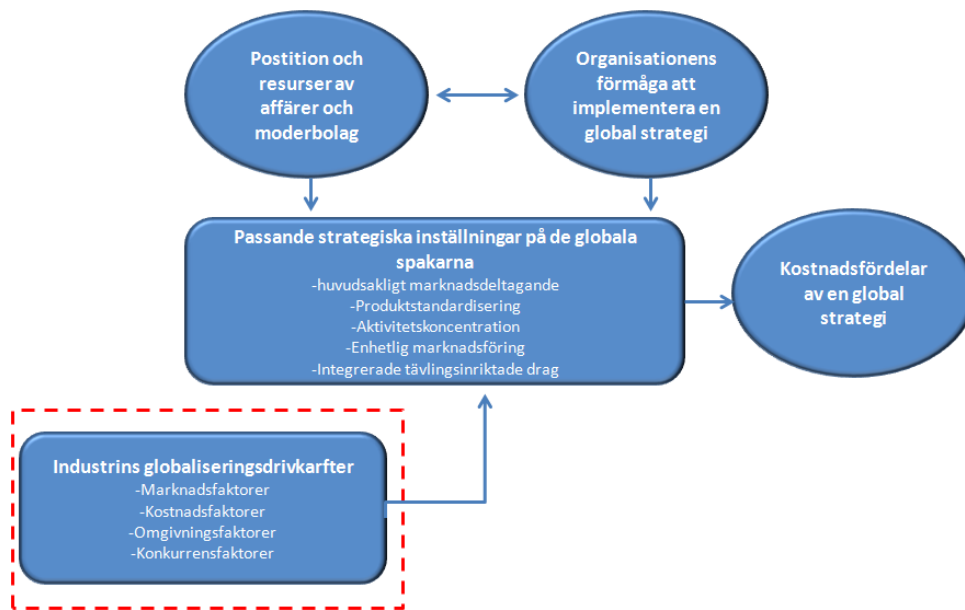 Postition och
resurser av
affärer och
moderbolag
Organisationens
förmåga att
implementera en
global strategi
Passande strategiska inställningar på de globala
spakarna
-huvudsakligt marknadsdeltagande
-Produktstandardisering
-Aktivitetskoncentration
-Enhetlig marknadsföring
-Integrerade tävlingsinriktade drag
Kostnadsfördelar
av en global
strategi
Industrins globaliseringsdrivkarfter
-Marknadsfaktorer
-Kostnadsfaktorer
-Omgivningsfaktorer
-Konkurrensfaktorer